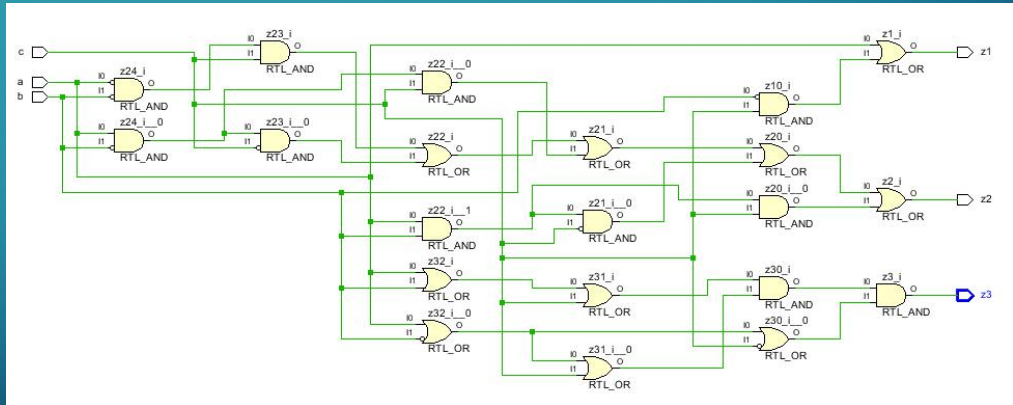 c
a
b
I0
I1
z24_i
O
RTL_AND
I0
I1
z24_i__0
O
RTL_AND
I0
I1
z23_i
O
RTL_AND
I0
I1
z23_i__0
O
RTL_AND
I0
I1
z22_i__0
O
RTL_AND
I0
I1
z22_i
O
RTL_OR
I0
I1
z22_i__1
O
RTL_AND
I0
I1
z32_i
O
RTL_OR
I0
I1
z32_i__0
O
RTL_OR
I0
I1
z21_i
O
RTL_OR
I0
I1
z21_i__0
O
RTL_AND
I0
I1
z31_i
O
RTL_OR
I0
I1
z31_i__0
O
RTL_OR
I0
I1
z10_i
O
RTL_AND
I0
I1
z20_i
O
RTL_OR
I0
I1
z20_i__0
O
RTL_AND
I0
I1
z30_i
O
RTL_AND
I0
I1
z30_i__0
O
RTL_OR
I0
I1
z1_i
O
RTL_OR
I0
I1
z2_i
O
RTL_OR
I0
I1
z3_i
O
RTL_AND
z1
z2
z3